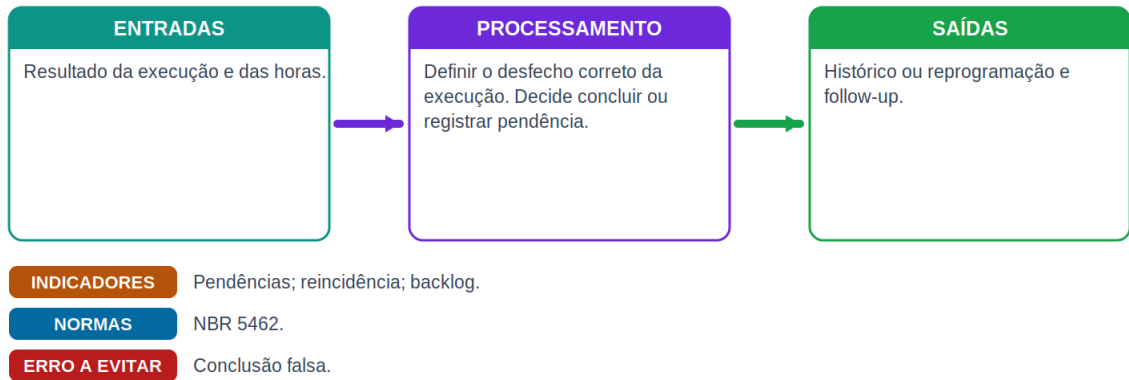 ENTRADAS
Resultado da execução e das horas.
PROCESSAMENTO
Definir o desfecho correto da
execução. Decide concluir ou
registrar pendência.
SAÍDAS
Histórico ou reprogramação e
follow-up.
INDICADORES
Pendências; reincidência; backlog.
NORMAS
NBR 5462.
ERRO A EVITAR
Conclusão falsa.